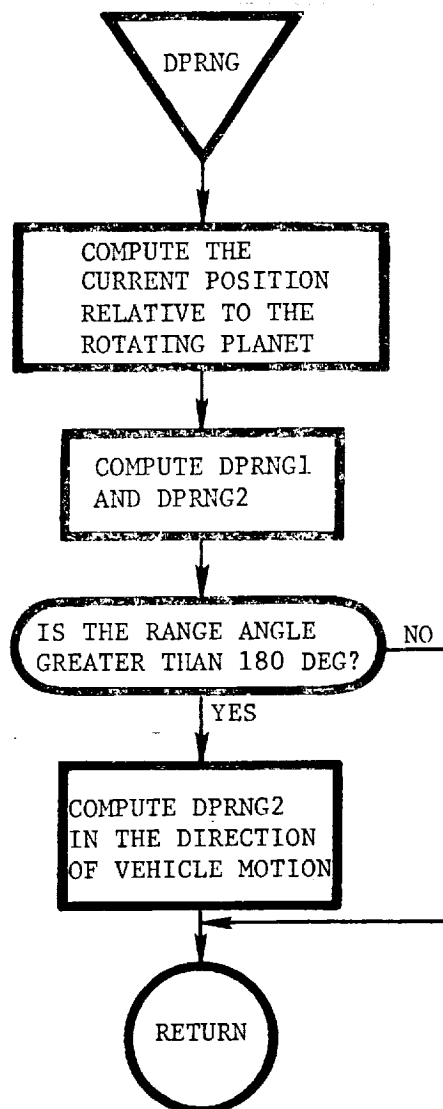 DPRNG
COMPUTE THE
CURRENT POSITION
RELATIVE TO THE
ROTATING PLANET
COMPUTE DPRNG1
AND DPRNG2
IS THE RANGE ANGLE
GREATER THAN 180 DEG?
NO
YES
COMPUTE DPRNG2
IN THE DIRECTION
OF VEHICLE MOTION
RETURN